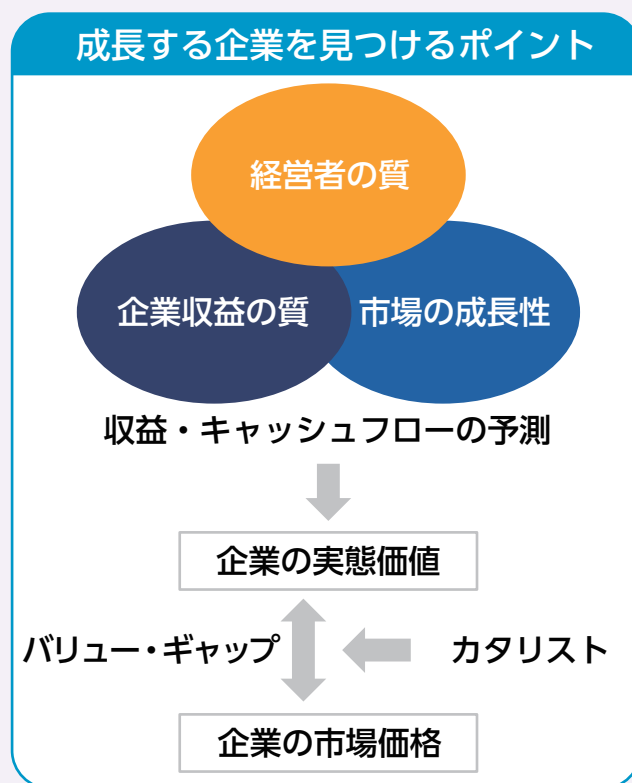 成長する企業を見つけるポイント
経営者の質
企業収益の質
市場の成長性
収益・キャッシュフローの予測
企業の実態価値
バリュー・ギャップ
カタリスト
企業の市場価格